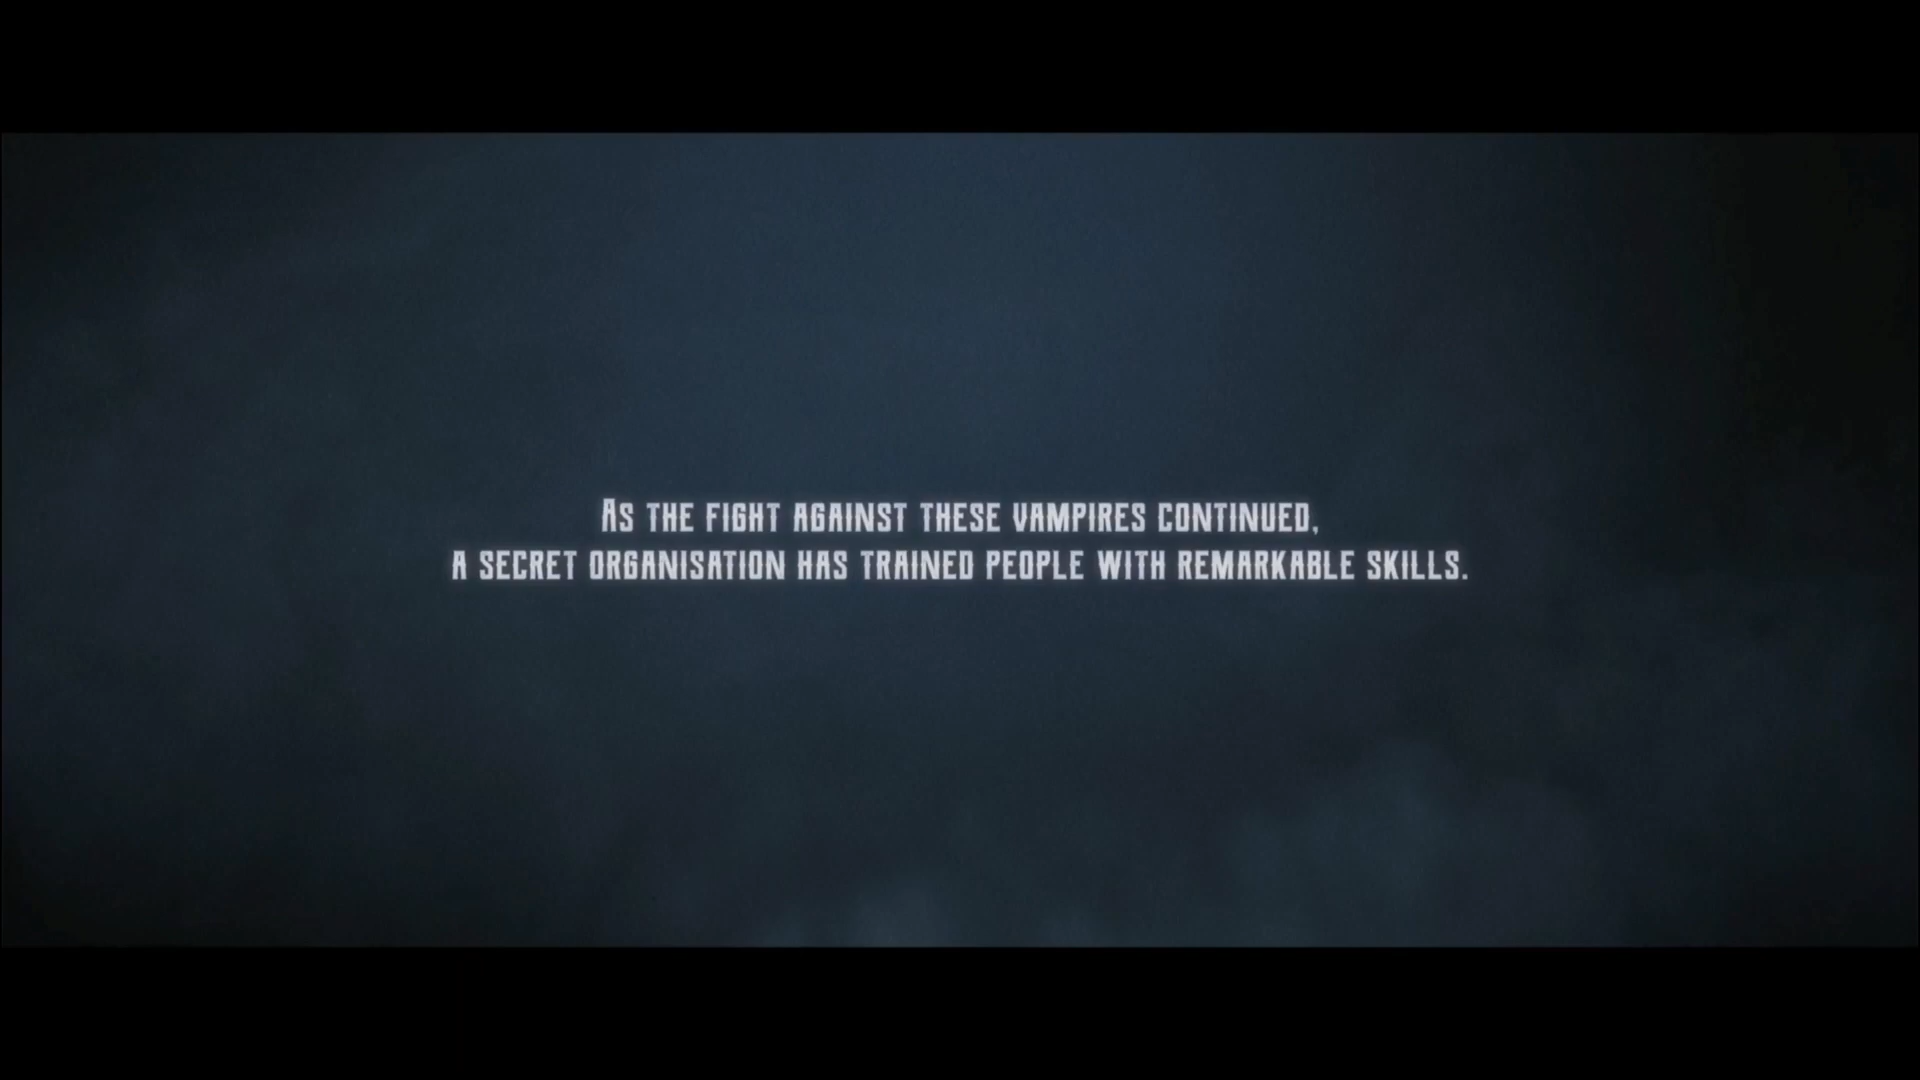 As the fight against these vampires continued,
a secret organisation has trained people with remarkable skills.